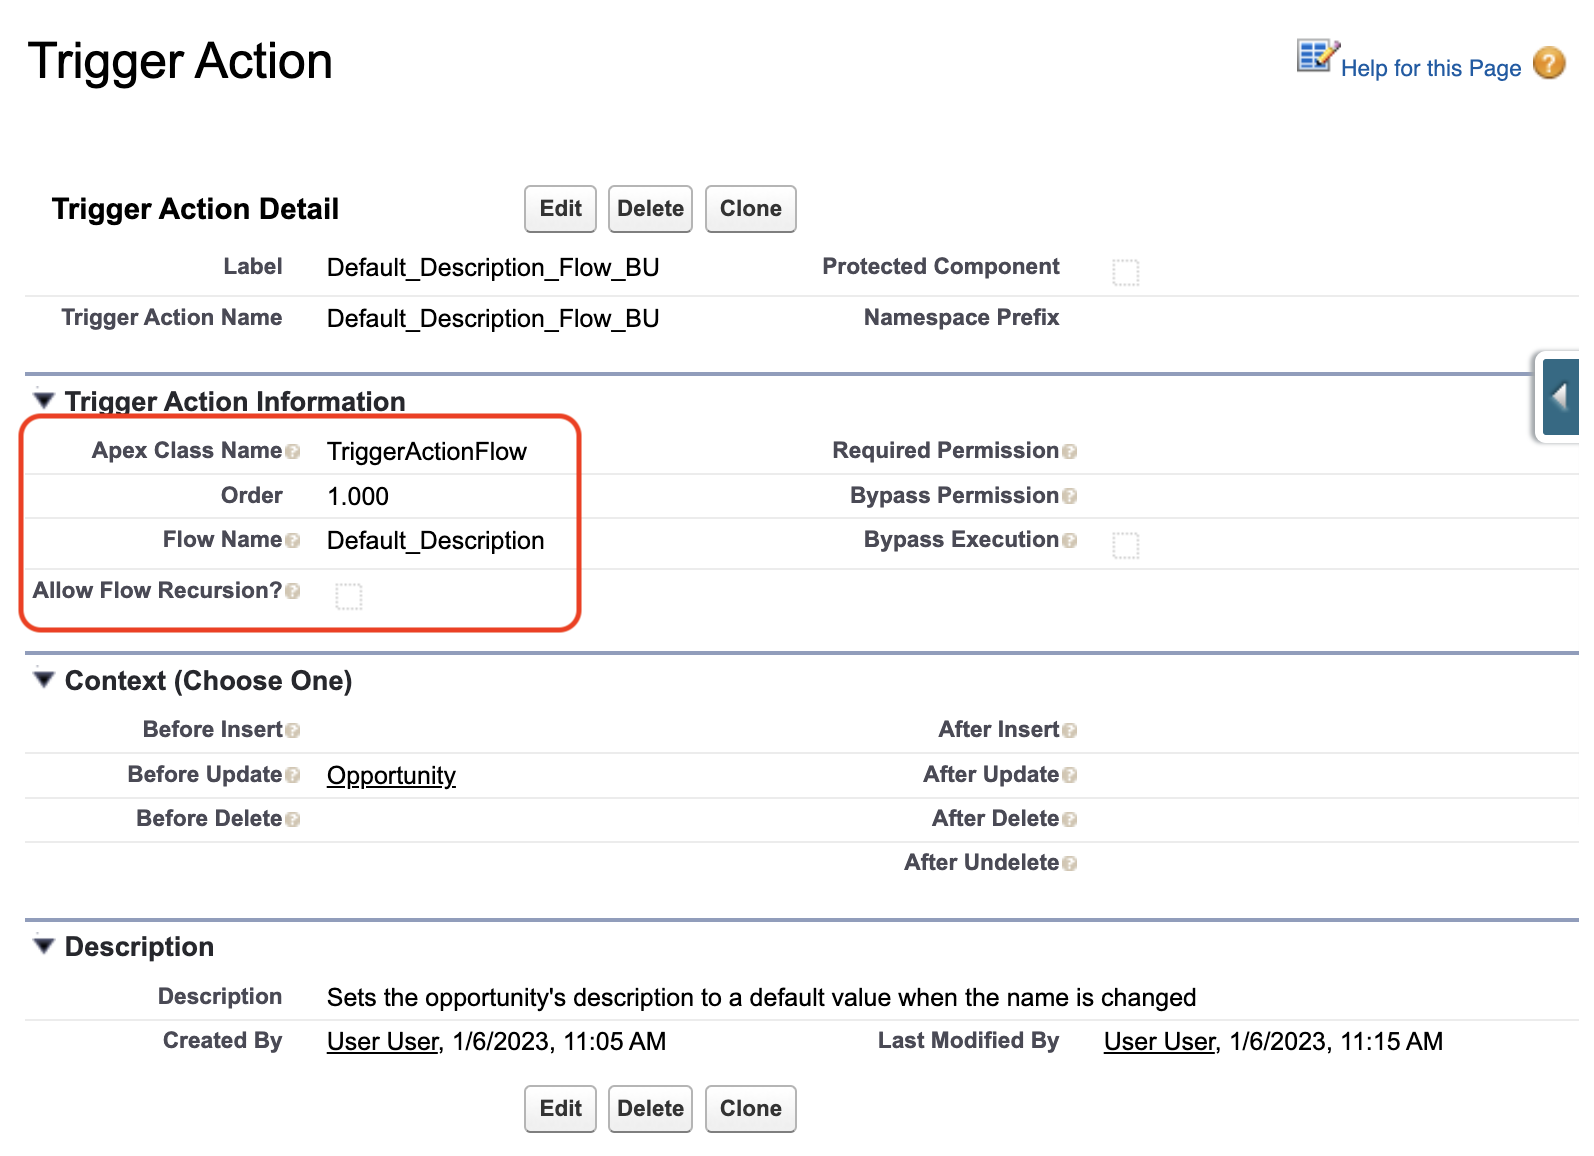 Trigger Action
Help for this Page ?
Trigger Action Detail Edit Delete Clone
Label Default_Description_Flow_BU Protected Component
Trigger Action Name Default_Description_Flow_BU Namespace Prefix
Trigger Action Information
Apex Class Name ? TriggerActionFlow Required Permission ?
Order 1.000 Bypass Permission ?
Flow Name ? Default_Description Bypass Execution ?
Allow Flow Recursion? ?
Context (Choose One)
Before Insert ? After Insert ?
Before Update ? Opportunity After Update ?
Before Delete ? After Delete ?
After Undelete ?
Description
Description Sets the opportunity's description to a default value when the name is changed
Created By User User, 1/6/2023, 11:05 AM Last Modified By User User, 1/6/2023, 11:15 AM
Edit Delete Clone